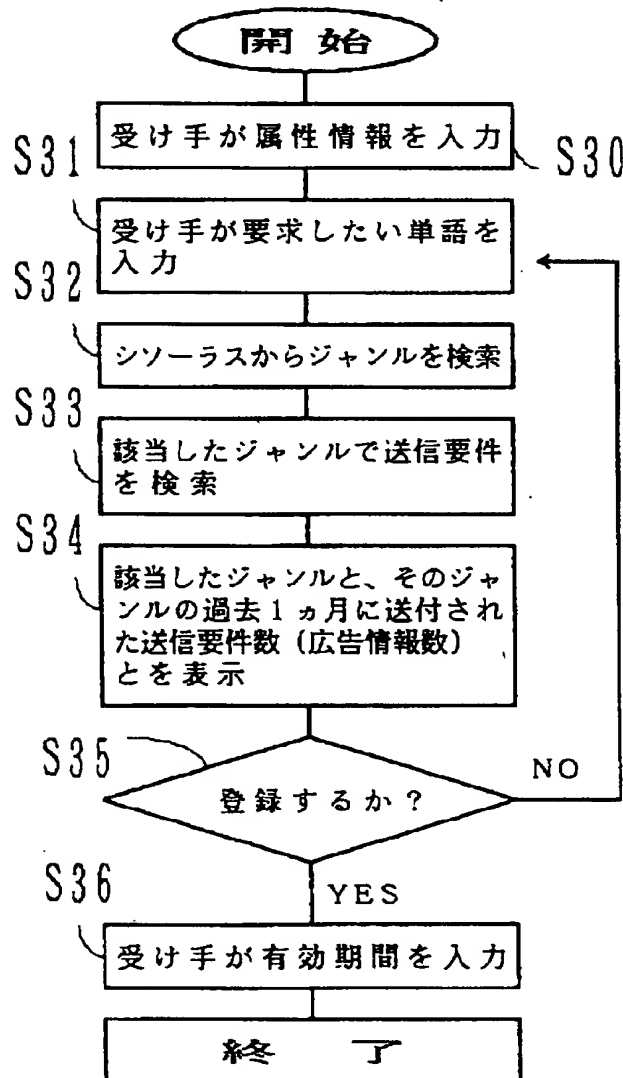 開始
受け手が属性情報を入力
S30
S31
受け手が要求したい単語を
入力
S32
シソーラスからジャンルを検索
S33
該当したジャンルで送信要件
を検索
S34
該当したジャンルと、そのジャ
ンルの過去1ヵ月に送付され
た送信要件数（広告情報数）
とを表示
S35
登録するか？
NO
YES
S36
受け手が有効期間を入力
終了